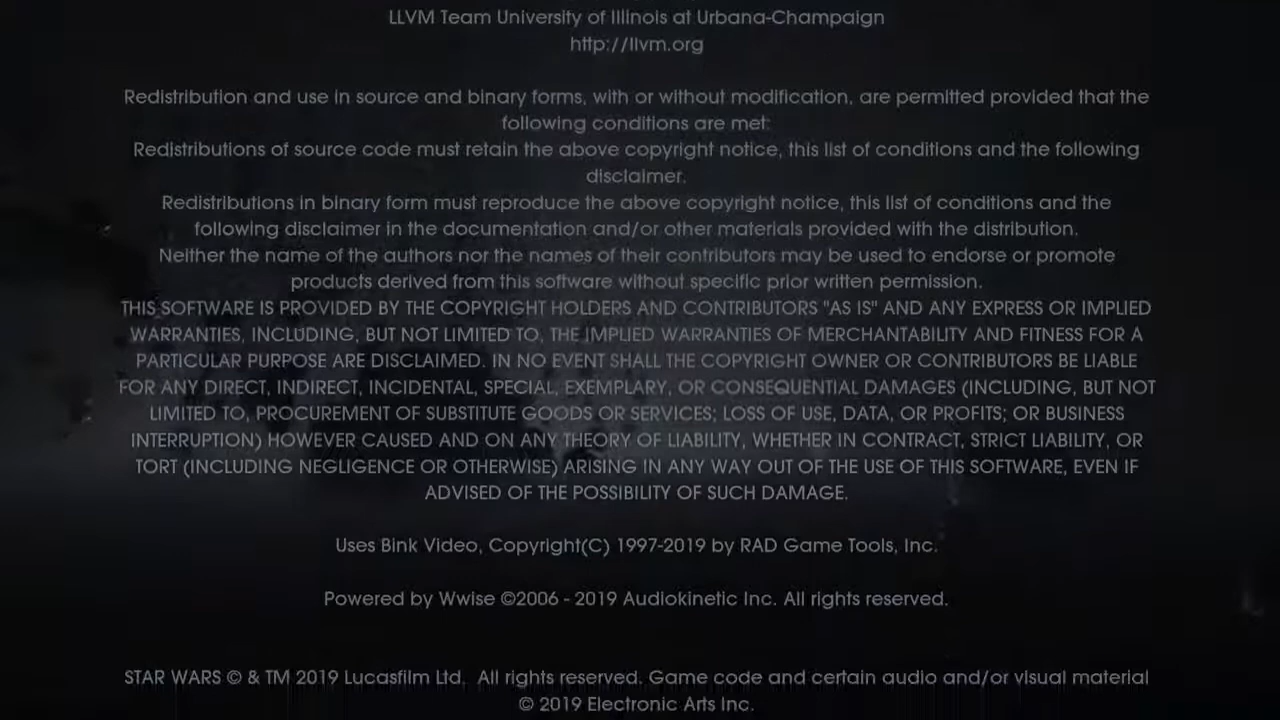 LLVM Team University of Illinois at Urbana-Champaign
http://llvm.org
Redistribution and use in source and binary forms, with or without modification, are permitted provided that the
following conditions are met:
Redistributions of source code must retain the above copyright notice, this list of conditions and the following
disclaimer.
Redistributions in binary form must reproduce the above copyright notice, this list of conditions and the
following disclaimer in the documentation and/or other materials provided with the distribution.
Neither the name of the authors nor the names of their contributors may be used to endorse or promote
products derived from this software without specific prior written permission.
THIS SOFTWARE IS PROVIDED BY THE COPYRIGHT HOLDERS AND CONTRIBUTORS "AS IS" AND ANY EXPRESS OR IMPLIED
WARRANTIES, INCLUDING, BUT NOT LIMITED TO, THE IMPLIED WARRANTIES OF MERCHANTABILITY AND FITNESS FOR A
PARTICULAR PURPOSE ARE DISCLAIMED. IN NO EVENT SHALL THE COPYRIGHT OWNER OR CONTRIBUTORS BE LIABLE
FOR ANY DIRECT, INDIRECT, INCIDENTAL, SPECIAL, EXEMPLARY, OR CONSEQUENTIAL DAMAGES (INCLUDING, BUT NOT
LIMITED TO, PROCUREMENT OF SUBSTITUTE GOODS OR SERVICES; LOSS OF USE, DATA, OR PROFITS; OR BUSINESS
INTERRUPTION) HOWEVER CAUSED AND ON ANY THEORY OF LIABILITY, WHETHER IN CONTRACT, STRICT LIABILITY, OR
TORT (INCLUDING NEGLIGENCE OR OTHERWISE) ARISING IN ANY WAY OUT OF THE USE OF THIS SOFTWARE, EVEN IF
ADVISED OF THE POSSIBILITY OF SUCH DAMAGE.
Uses Bink Video, Copyright(C) 1997-2019 by RAD Game Tools, Inc.
Powered by Wwise ©2006 - 2019 Audiokinetic Inc. All rights reserved.
STAR WARS © & TM 2019 Lucasfilm Ltd.  All rights reserved. Game code and certain audio and/or visual material
© 2019 Electronic Arts Inc.